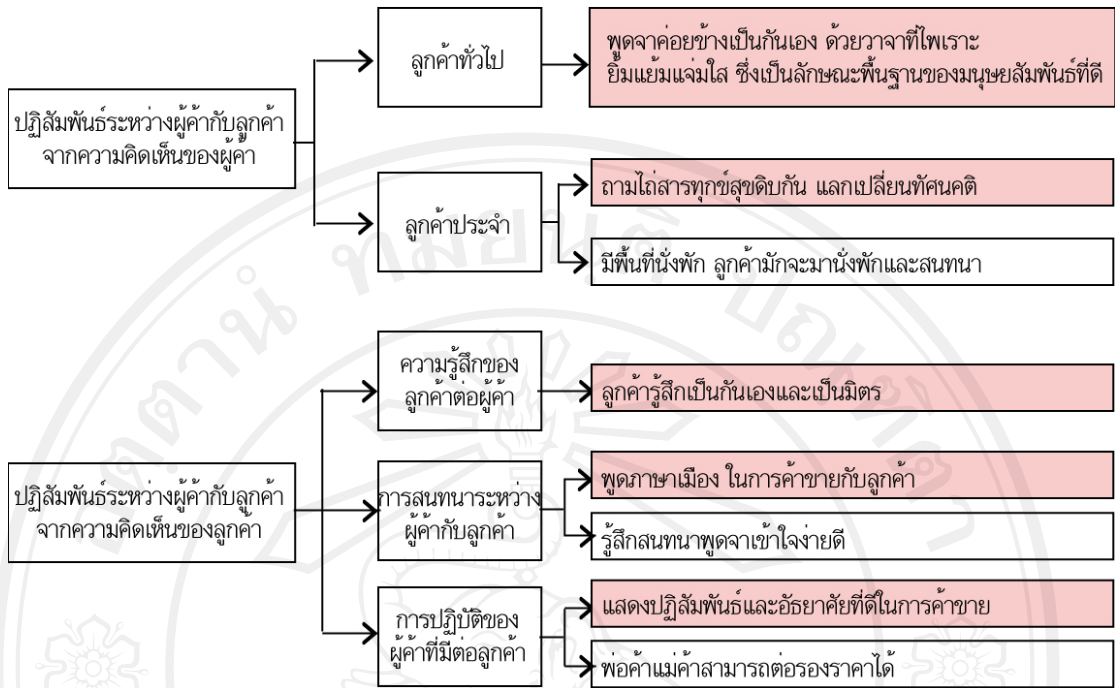 ปฏิสัมพันธ์ระหว่างผู้ค้ากับลูกค้า
จากความคิดเห็นของผู้ค้า
ลูกค้าทั่วไป
พูดจาค่อยข้างเป็นกันเอง ด้วยวาจาที่ไพเราะ
ยิ้มแย้มแจ่มใส ซึ่งเป็นลักษณะพื้นฐานของมนุษยสัมพันธ์ที่ดี
ลูกค้าประจำ
ถามไถ่สารทุกข์สุขดิบกัน แลกเปลี่ยนทัศนคติ
มีพื้นที่นั่งพัก ลูกค้ามักจะมานั่งพักและสนทนา
ปฏิสัมพันธ์ระหว่างผู้ค้ากับลูกค้า
จากความคิดเห็นของลูกค้า
ความรู้สึกของ
ลูกค้าต่อผู้ค้า
ลูกค้ารู้สึกเป็นกันเองและเป็นมิตร
การสนทนาระหว่าง
ผู้ค้ากับลูกค้า
พูดภาษาเมือง ในการค้าขายกับลูกค้า
รู้สึกสนทนาพูดจาเข้าใจง่ายดี
การปฏิบัติของ
ผู้ค้าที่มีต่อลูกค้า
แสดงปฏิสัมพันธ์และอัธยาศัยที่ดีในการค้าขาย
พ่อค้าแม่ค้าสามารถต่อรองราคาได้